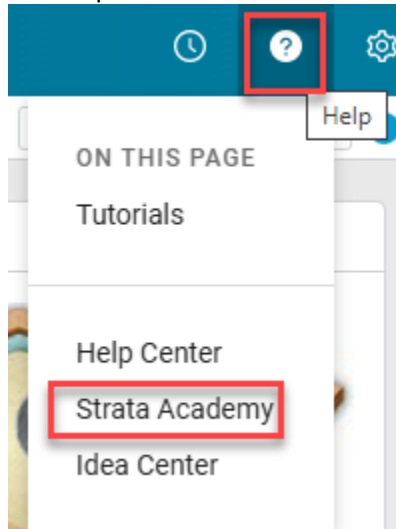 ?
Help
ON THIS PAGE
Tutorials
Help Center
Strata Academy
Idea Center